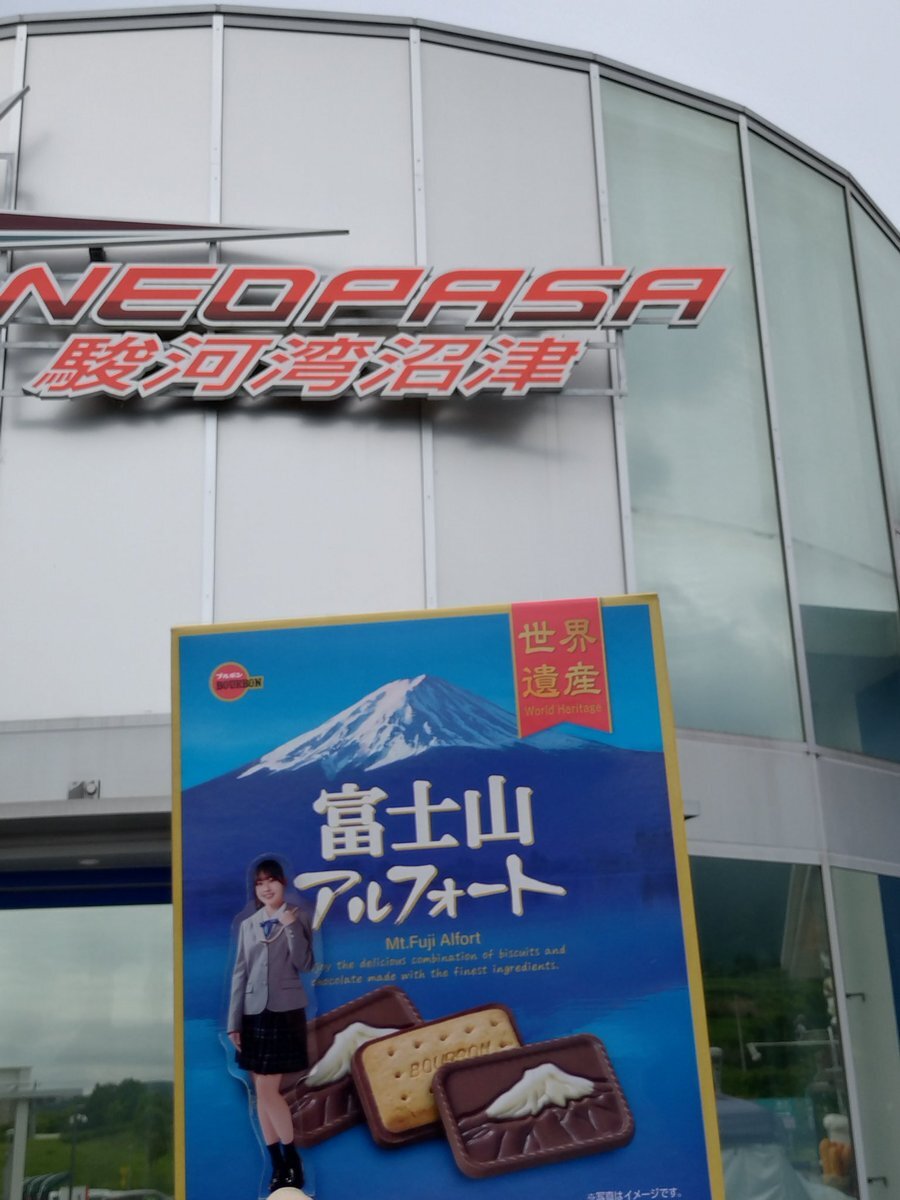 NEOPASA
駿河湾沼津
世界
遺産
World Heritage
ブルボン
BOURBON
富士山
アルフォート
Mt.Fuji Alfort
the delicious combination of biscuits and
chocolate made with the finest ingredients.
BOURBON
※写真はイメージです。